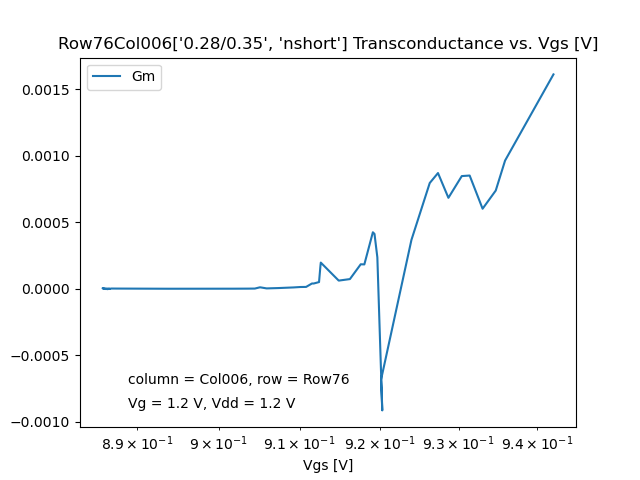 Row76Col006['0.28/0.35', 'nshort'] Transconductance vs. Vgs [V]
Gm
0.0015
0.0010
0.0005
0.0000
−0.0005
−0.0010
column = Col006, row = Row76
Vg = 1.2 V, Vdd = 1.2 V
8.9 × 10⁻¹ 9 × 10⁻¹ 9.1 × 10⁻¹ 9.2 × 10⁻¹ 9.3 × 10⁻¹ 9.4 × 10⁻¹
Vgs [V]